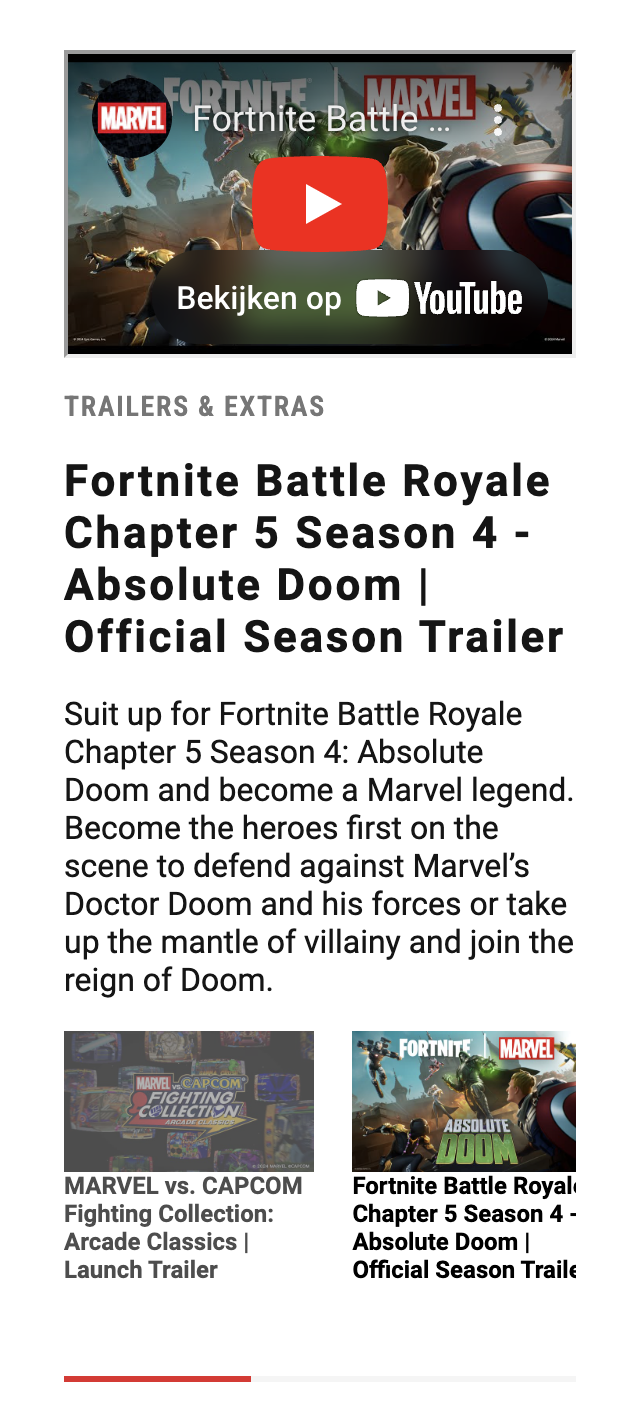 FORTNITE MARVEL
MARVEL Fortnite Battle ...
Bekijken op YouTube
TRAILERS & EXTRAS
Fortnite Battle Royale
Chapter 5 Season 4 -
Absolute Doom |
Official Season Trailer
Suit up for Fortnite Battle Royale
Chapter 5 Season 4: Absolute
Doom and become a Marvel legend.
Become the heroes first on the
scene to defend against Marvel’s
Doctor Doom and his forces or take
up the mantle of villainy and join the
reign of Doom.
MARVEL vs. CAPCOM
FIGHTING
COLLECTION
ARCADE CLASSICS
© 2024 MARVEL ©CAPCOM
MARVEL vs. CAPCOM
Fighting Collection:
Arcade Classics |
Launch Trailer
FORTNITE MARVEL
ABSOLUTE
DOOM
Fortnite Battle Royale
Chapter 5 Season 4 -
Absolute Doom |
Official Season Traile